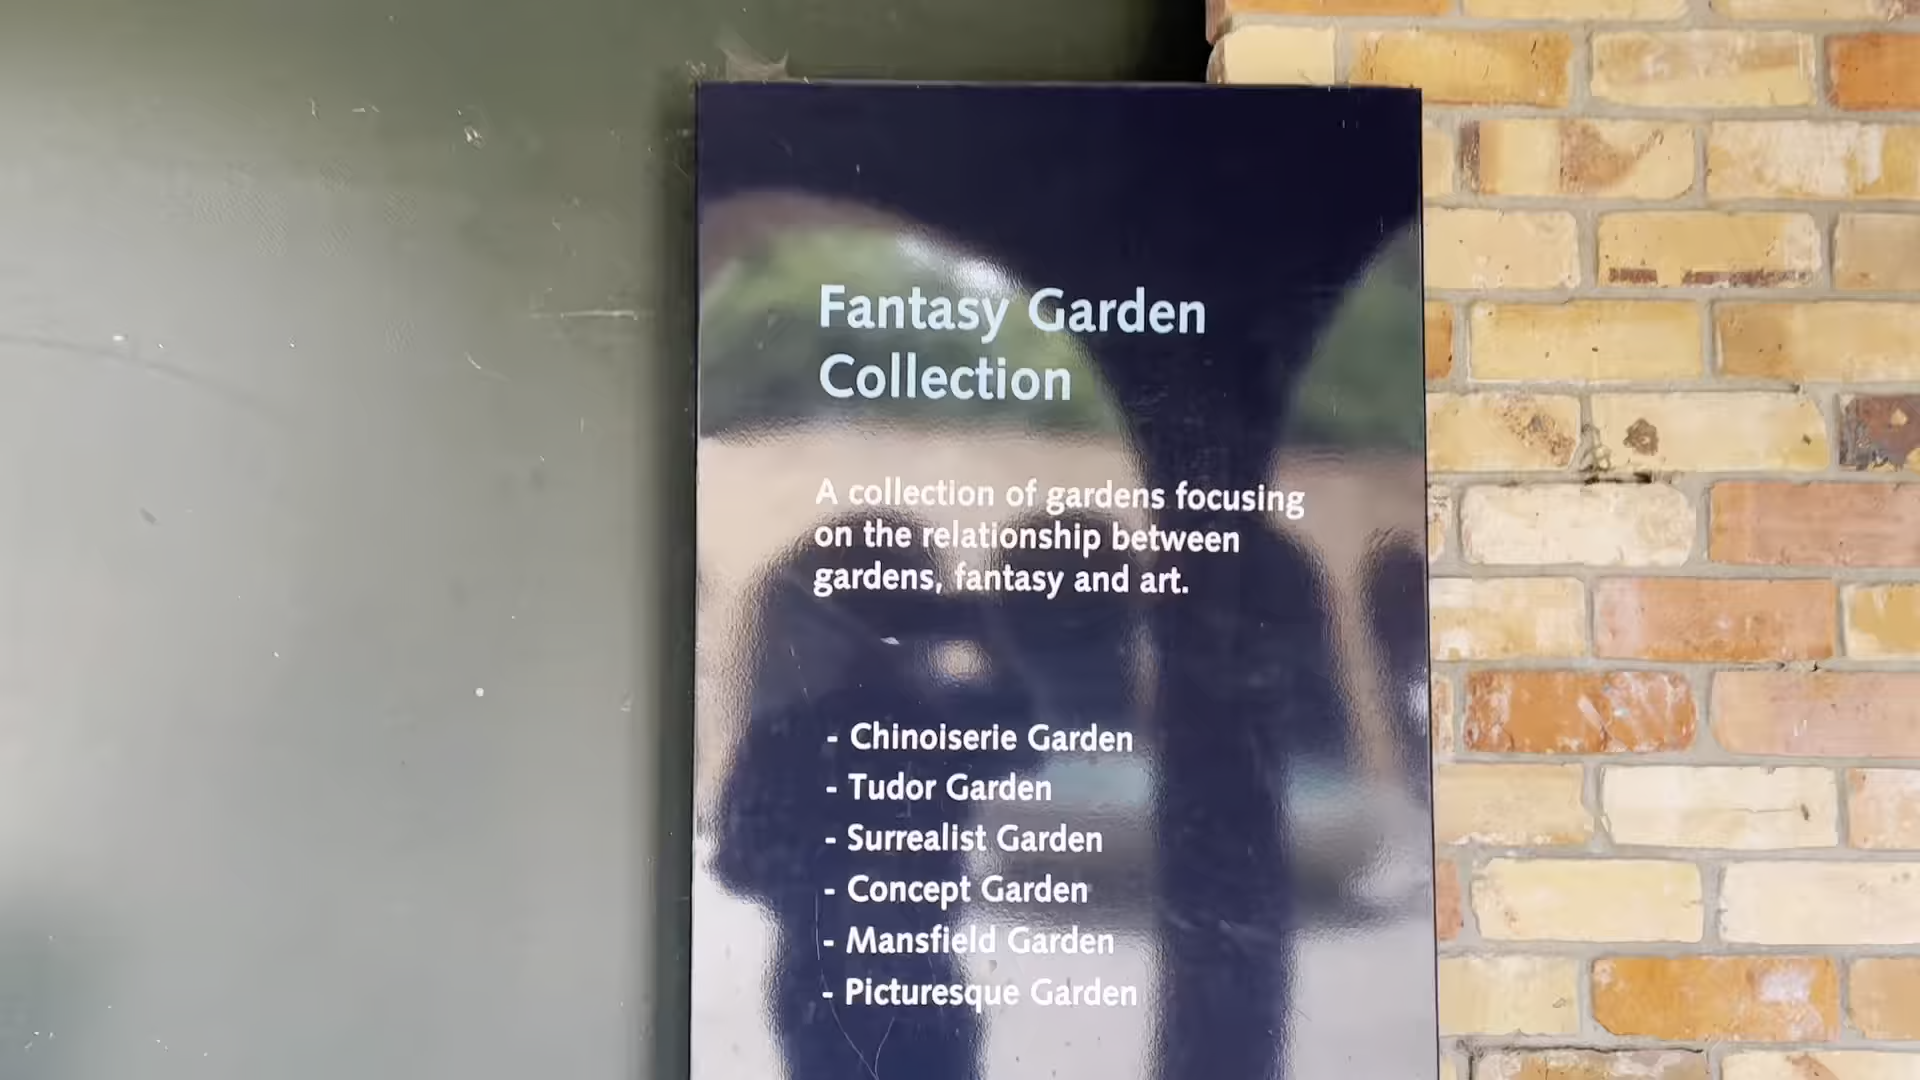 Fantasy Garden
Collection
A collection of gardens focusing
on the relationship between
gardens, fantasy and art.
- Chinoiserie Garden
- Tudor Garden
- Surrealist Garden
- Concept Garden
- Mansfield Garden
- Picturesque Garden